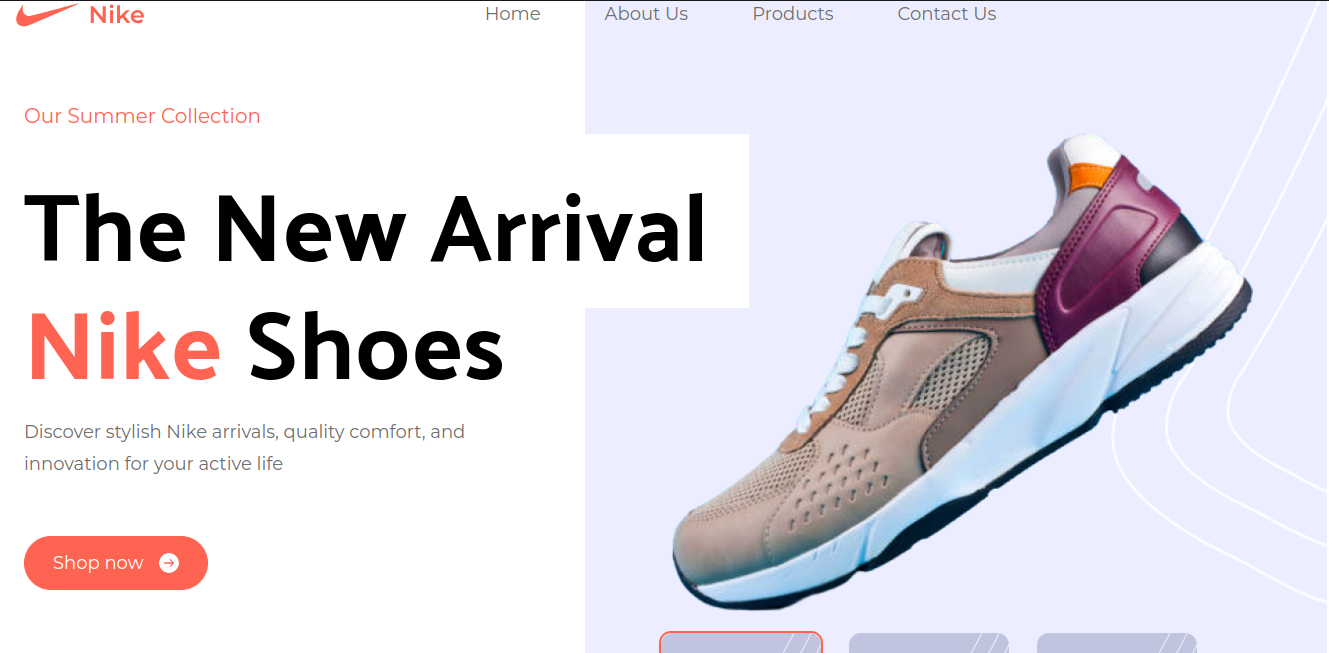 Nike
Home About Us Products Contact Us
Our Summer Collection
The New Arrival
Nike Shoes
Discover stylish Nike arrivals, quality comfort, and
innovation for your active life
Shop now